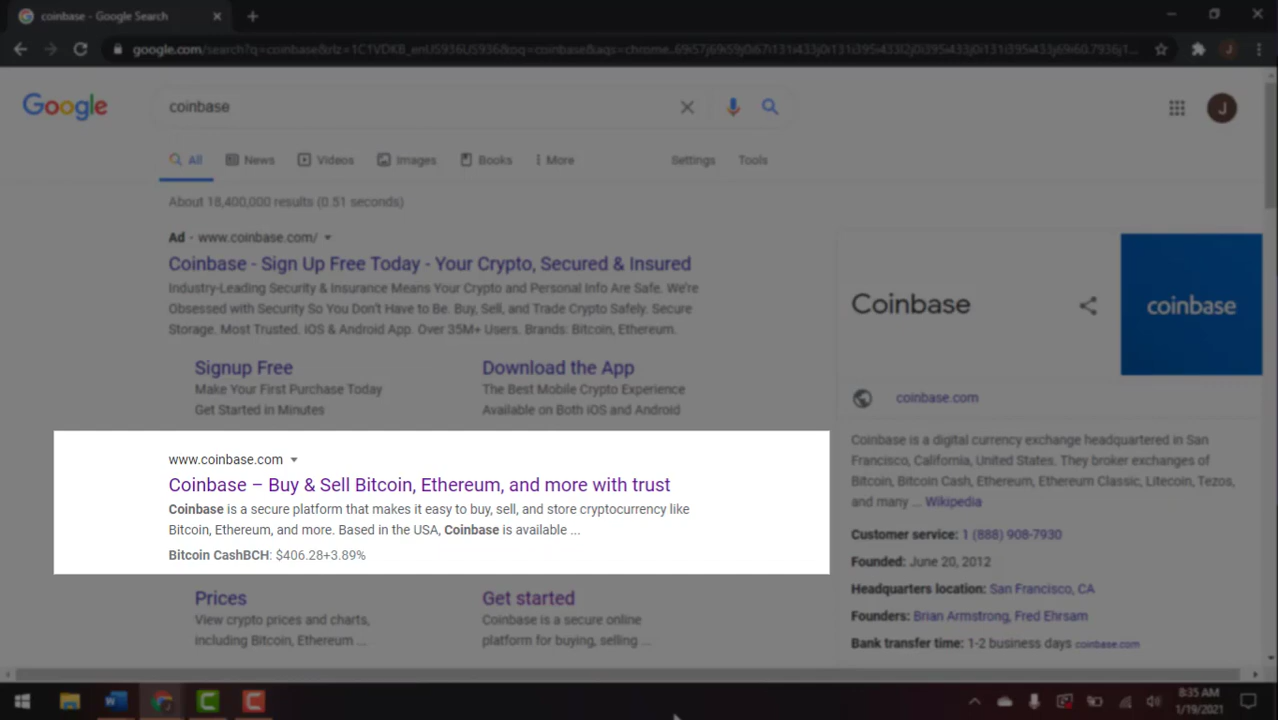 coinbase - Google Search
google.com/search?q=coinbase&rlz=1C1VDKB_enUS936US936&oq=coinbase&aqs=chrome..69i57j69i59j0i67i131i433j0i131i395i433l2j0i395i433j0i131i395i433j69i60.7936j1...
J
Google
coinbase
J
All
News
Videos
Images
Books
More
Settings
Tools
About 18,400,000 results (0.51 seconds)
Ad · www.coinbase.com/
Coinbase - Sign Up Free Today - Your Crypto, Secured & Insured
Industry-Leading Security & Insurance Means Your Crypto and Personal Info Are Safe. We're
Obsessed with Security So You Don't Have to Be. Buy, Sell, and Trade Crypto Safely. Secure
Storage. Most Trusted. iOS & Android App. Over 35M+ Users. Brands: Bitcoin, Ethereum.
Signup Free
Make Your First Purchase Today
Get Started in Minutes
Download the App
The Best Mobile Crypto Experience
Available on Both iOS and Android
www.coinbase.com
Coinbase – Buy & Sell Bitcoin, Ethereum, and more with trust
Coinbase is a secure platform that makes it easy to buy, sell, and store cryptocurrency like
Bitcoin, Ethereum, and more. Based in the USA, Coinbase is available ...
Bitcoin CashBCH: $406.28+3.89%
Prices
View crypto prices and charts,
including Bitcoin, Ethereum ...
Get started
Coinbase is a secure online
platform for buying, selling ...
Coinbase
coinbase
coinbase.com
Coinbase is a digital currency exchange headquartered in San
Francisco, California, United States. They broker exchanges of
Bitcoin, Bitcoin Cash, Ethereum, Ethereum Classic, Litecoin, Tezos,
and many ... Wikipedia
Customer service: 1 (888) 908-7930
Founded: June 20, 2012
Headquarters location: San Francisco, CA
Founders: Brian Armstrong, Fred Ehrsam
Bank transfer time: 1-2 business days coinbase.com
8:35 AM
1/19/2021